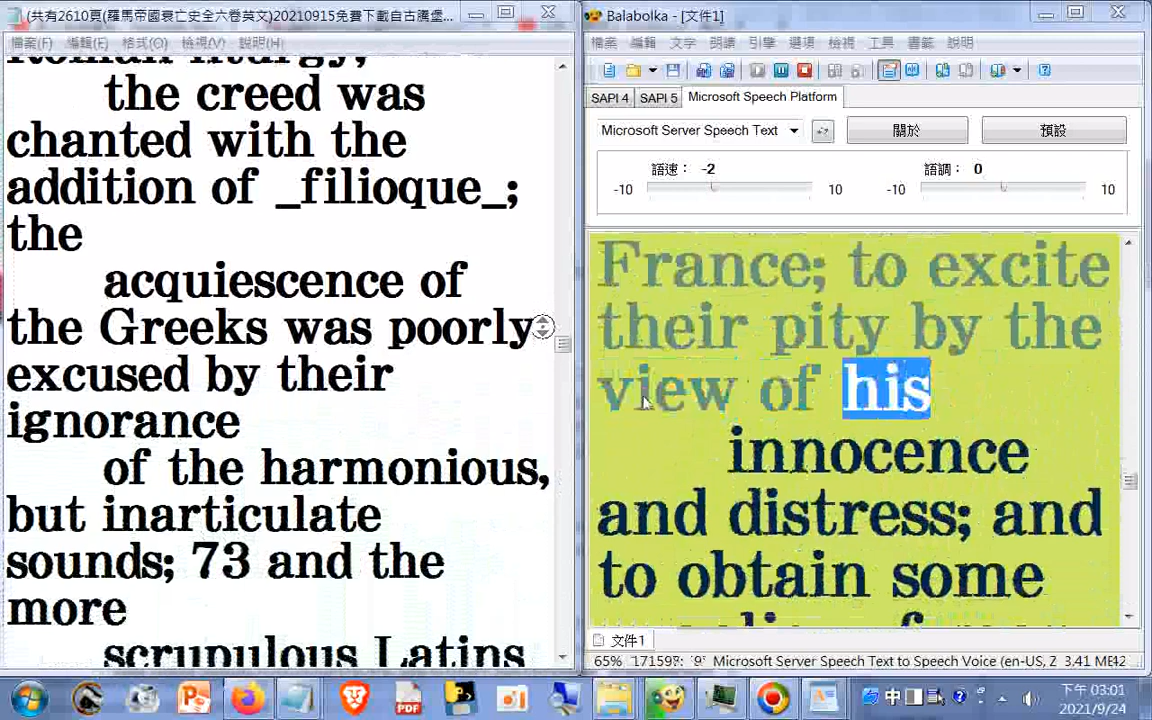 (共有2610頁(羅馬帝國衰亡史全六卷英文)20210915免費下載自古騰堡...
檔案(F) 編輯(E) 格式(O) 檢視(V) 說明(H)
Roman liturgy,
the creed was
chanted with the
addition of _filioque_;
the
acquiescence of
the Greeks was poorly
excused by their
ignorance
of the harmonious,
but inarticulate
sounds; 73 and the
more
scrupulous Latins
Balabolka - [文件1]
檔案 編輯 文字 朗讀 引擎 選項 檢視 工具 書籤 說明
SAPI 4 SAPI 5 Microsoft Speech Platform
Microsoft Server Speech Text 關於 預設
語速： -2 語調： 0
-10 10 -10 10
France; to excite
their pity by the
view of his
innocence
and distress; and
to obtain some
文件1
65% Microsoft Server Speech Text to Speech Voice (en-US, Z 3,41 ME
PDF 中 下午 03:01
2021/9/24